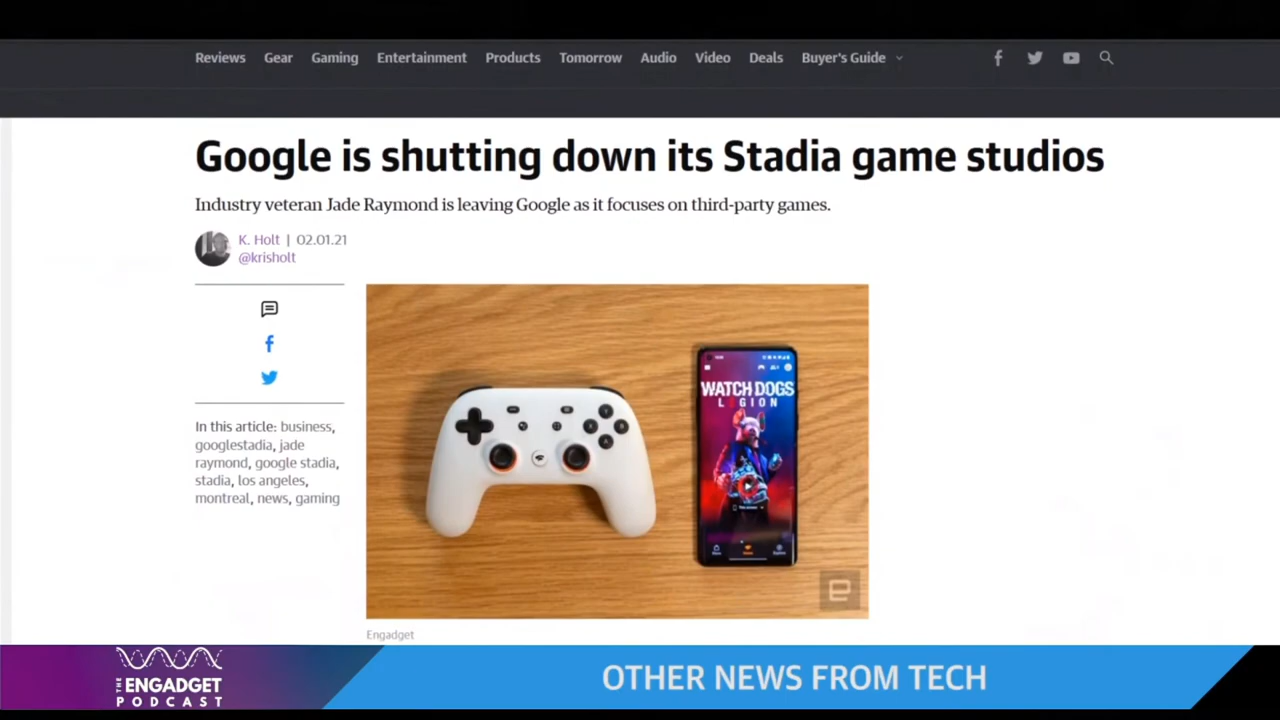 Reviews Gear Gaming Entertainment Products Tomorrow Audio Video Deals Buyer's Guide
Google is shutting down its Stadia game studios
Industry veteran Jade Raymond is leaving Google as it focuses on third-party games.
K. Holt | 02.01.21
@krisholt
In this article: business,
googlestadia, jade
raymond, google stadia,
stadia, los angeles,
montreal, news, gaming
WATCH DOGS
LEGION
Engadget
THE
ENGADGET
PODCAST
OTHER NEWS FROM TECH